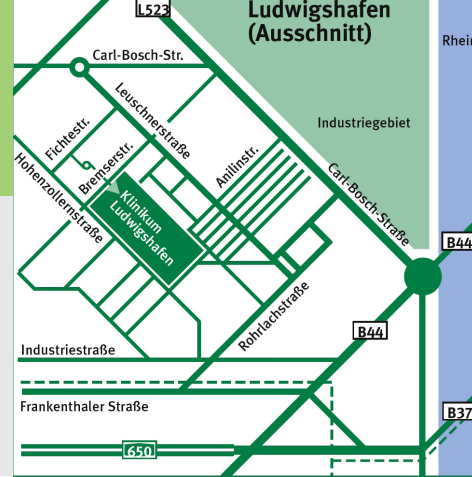 L523
Ludwigshafen
(Ausschnitt)
Carl-Bosch-Str.
Leuschnerstraße
Industriegebiet
Fichtestr.
Bremserstr.
Anilinstr.
Hohenzollernstraße
Klinikum
Ludwigshafen
Carl-Bosch-Straße
B44
Rohrlachstraße
B44
Industriestraße
Frankenthaler Straße
B37
650